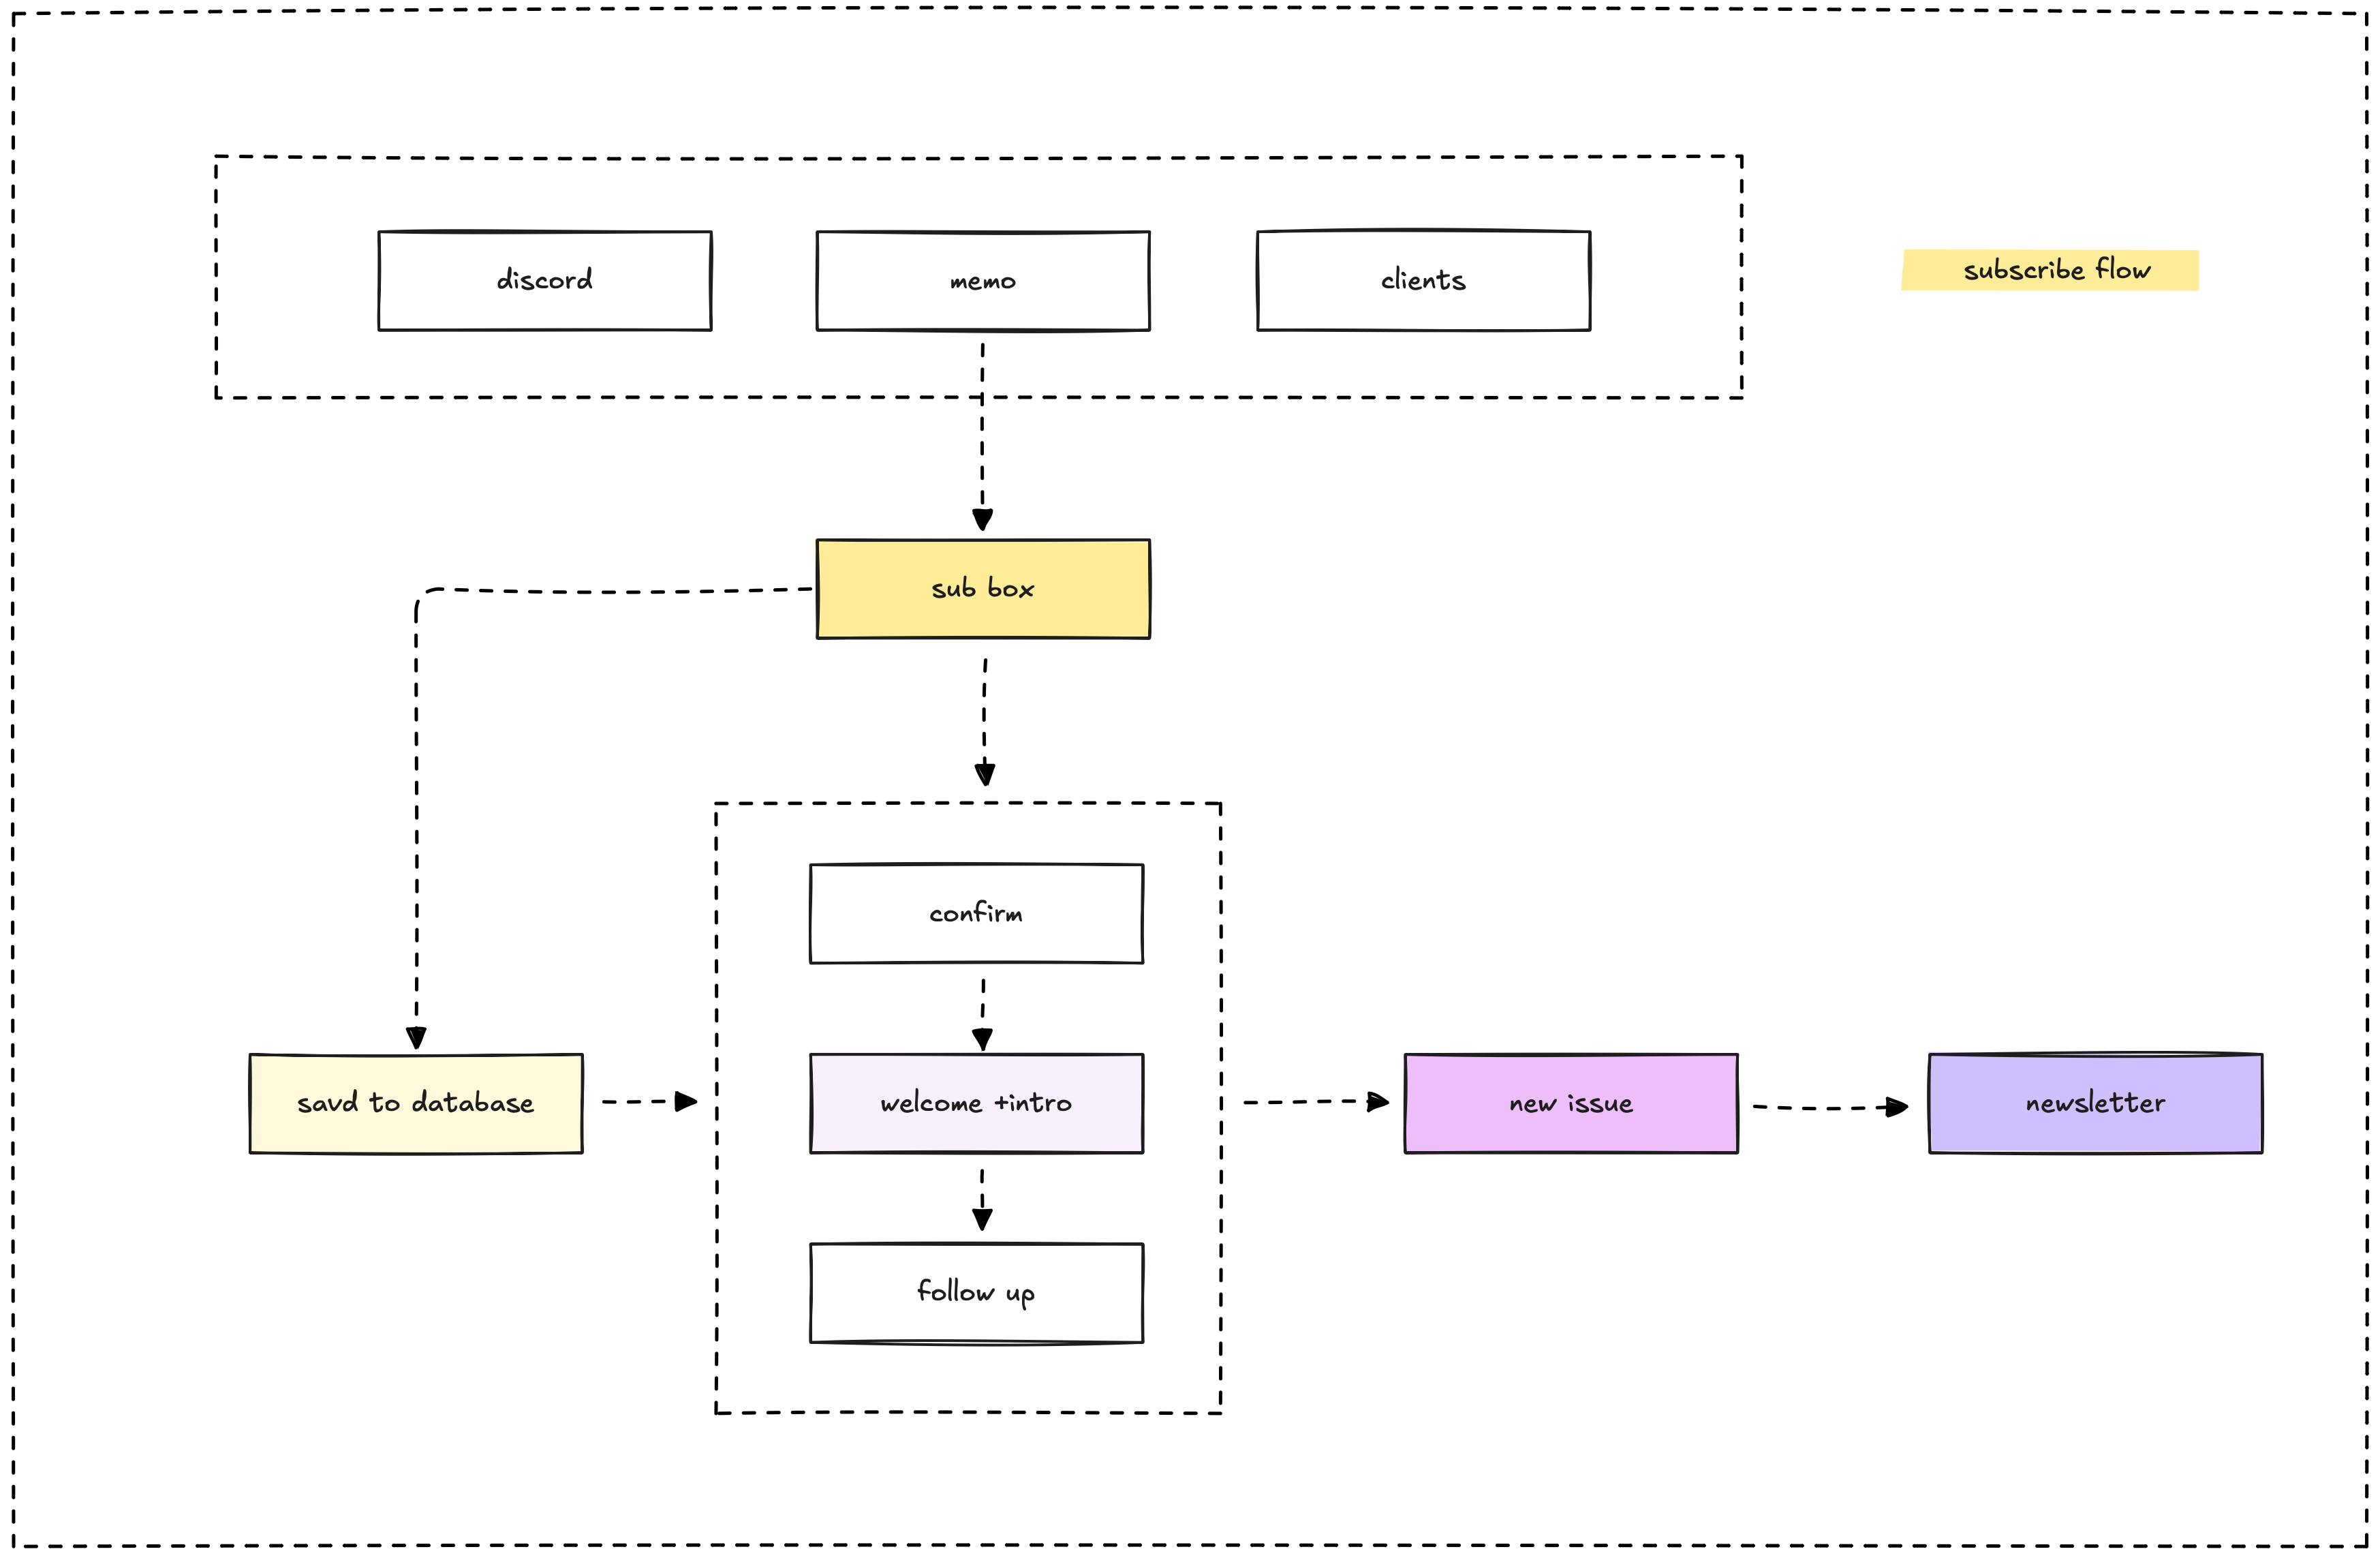 discord
memo
clients
subscribe flow
sub box
confirm
savd to database
welcome +intro
new issue
newsletter
follow up